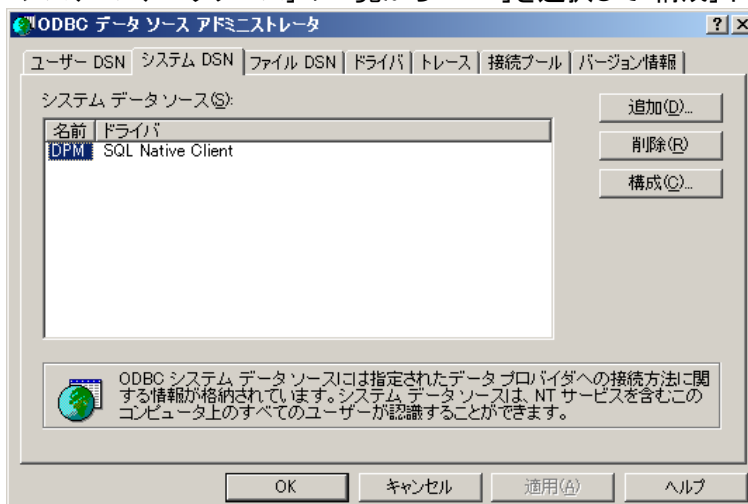 ODBC データ ソース アドミニストレータ
ユーザー DSN システム DSN ファイル DSN ドライバ トレース 接続プール バージョン情報
システム データ ソース(S):
追加(D)...
名前 ドライバ
DPM SQL Native Client
削除(R)
構成(C)...
ODBC システム データ ソースには指定されたデータ プロバイダへの接続方法に関
する情報が格納されています。システム データ ソースは、NT サービスを含むこの
コンピュータ上のすべてのユーザーが認識することができます。
OK キャンセル 適用(A) ヘルプ